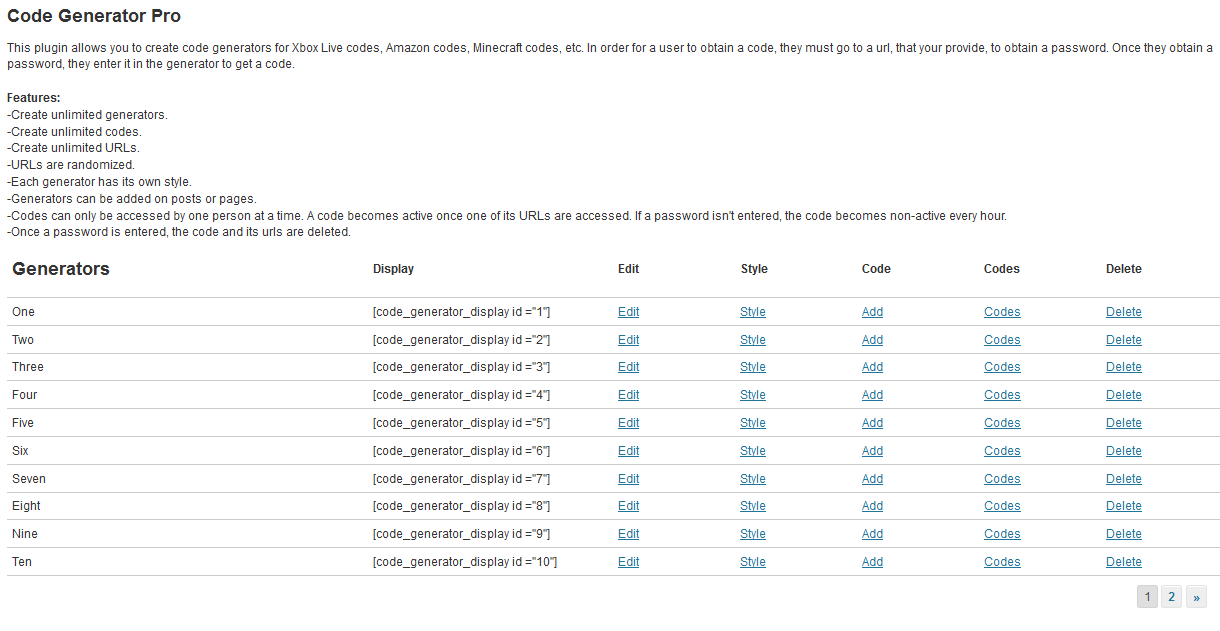 Code Generator Pro
This plugin allows you to create code generators for Xbox Live codes, Amazon codes, Minecraft codes, etc. In order for a user to obtain a code, they must go to a url, that your provide, to obtain a password. Once they obtain a
password, they enter it in the generator to get a code.
Features:
-Create unlimited generators.
-Create unlimited codes.
-Create unlimited URLs.
-URLs are randomized.
-Each generator has its own style.
-Generators can be added on posts or pages.
-Codes can only be accessed by one person at a time. A code becomes active once one of its URLs are accessed. If a password isn't entered, the code becomes non-active every hour.
-Once a password is entered, the code and its urls are deleted.
Generators Display Edit Style Code Codes Delete
One [code_generator_display id ="1"] Edit Style Add Codes Delete
Two [code_generator_display id ="2"] Edit Style Add Codes Delete
Three [code_generator_display id ="3"] Edit Style Add Codes Delete
Four [code_generator_display id ="4"] Edit Style Add Codes Delete
Five [code_generator_display id ="5"] Edit Style Add Codes Delete
Six [code_generator_display id ="6"] Edit Style Add Codes Delete
Seven [code_generator_display id ="7"] Edit Style Add Codes Delete
Eight [code_generator_display id ="8"] Edit Style Add Codes Delete
Nine [code_generator_display id ="9"] Edit Style Add Codes Delete
Ten [code_generator_display id ="10"] Edit Style Add Codes Delete
1 2 »